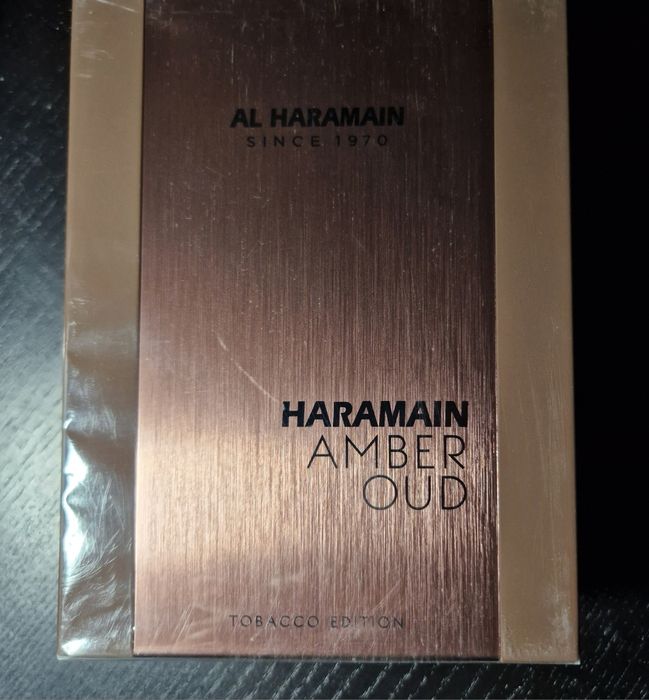 AL HARAMAIN
SINCE 1970
HARAMAIN
AMBER
OUD
TOBACCO EDITION